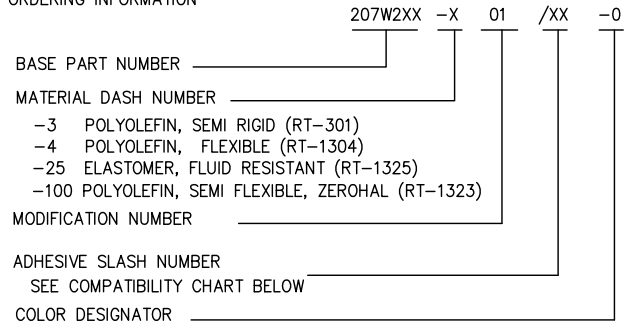 ORDERING INFORMATION
207W2XX -X 01 /XX -0
BASE PART NUMBER
MATERIAL DASH NUMBER
-3 POLYOLEFIN, SEMI RIGID (RT-301)
-4 POLYOLEFIN, FLEXIBLE (RT-1304)
-25 ELASTOMER, FLUID RESISTANT (RT-1325)
-100 POLYOLEFIN, SEMI FLEXIBLE, ZEROHAL (RT-1323)
MODIFICATION NUMBER
ADHESIVE SLASH NUMBER
SEE COMPATIBILITY CHART BELOW
COLOR DESIGNATOR